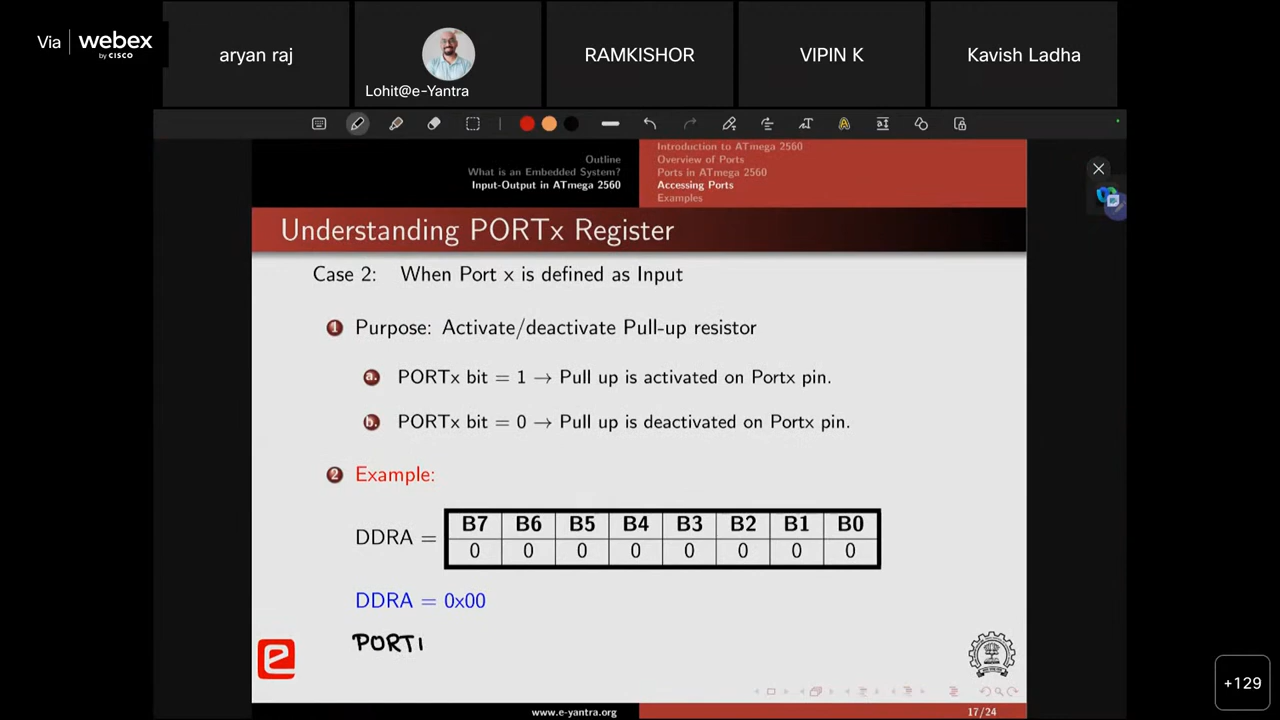 Via webex
by CISCO
aryan raj
Lohit@e-Yantra
RAMKISHOR
VIPIN K
Kavish Ladha
Outline
What is an Embedded System?
Input-Output in ATmega 2560
Introduction to ATmega 2560
Overview of Ports
Ports in ATmega 2560
Accessing Ports
Examples
Understanding PORTx Register
Case 2: When Port x is defined as Input
1 Purpose: Activate/deactivate Pull-up resistor
a. PORTx bit = 1 → Pull up is activated on Portx pin.
b. PORTx bit = 0 → Pull up is deactivated on Portx pin.
2 Example:
DDRA =
B7 B6 B5 B4 B3 B2 B1 B0
0 0 0 0 0 0 0 0
DDRA = 0x00
PORT
www.e-yantra.org
17/24
+129